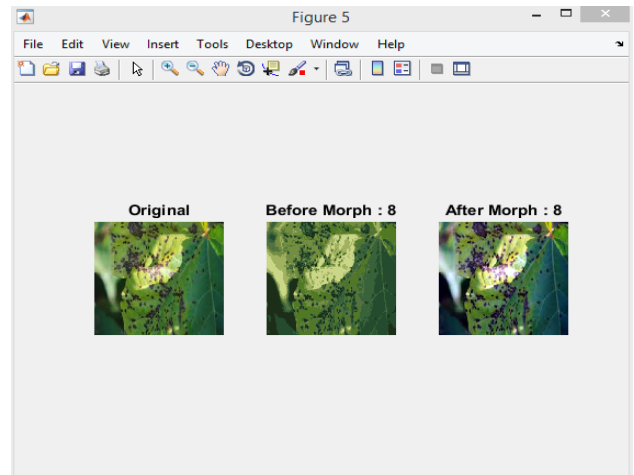 Figure 5
File Edit View Insert Tools Desktop Window Help
Original Before Morph : 8 After Morph : 8